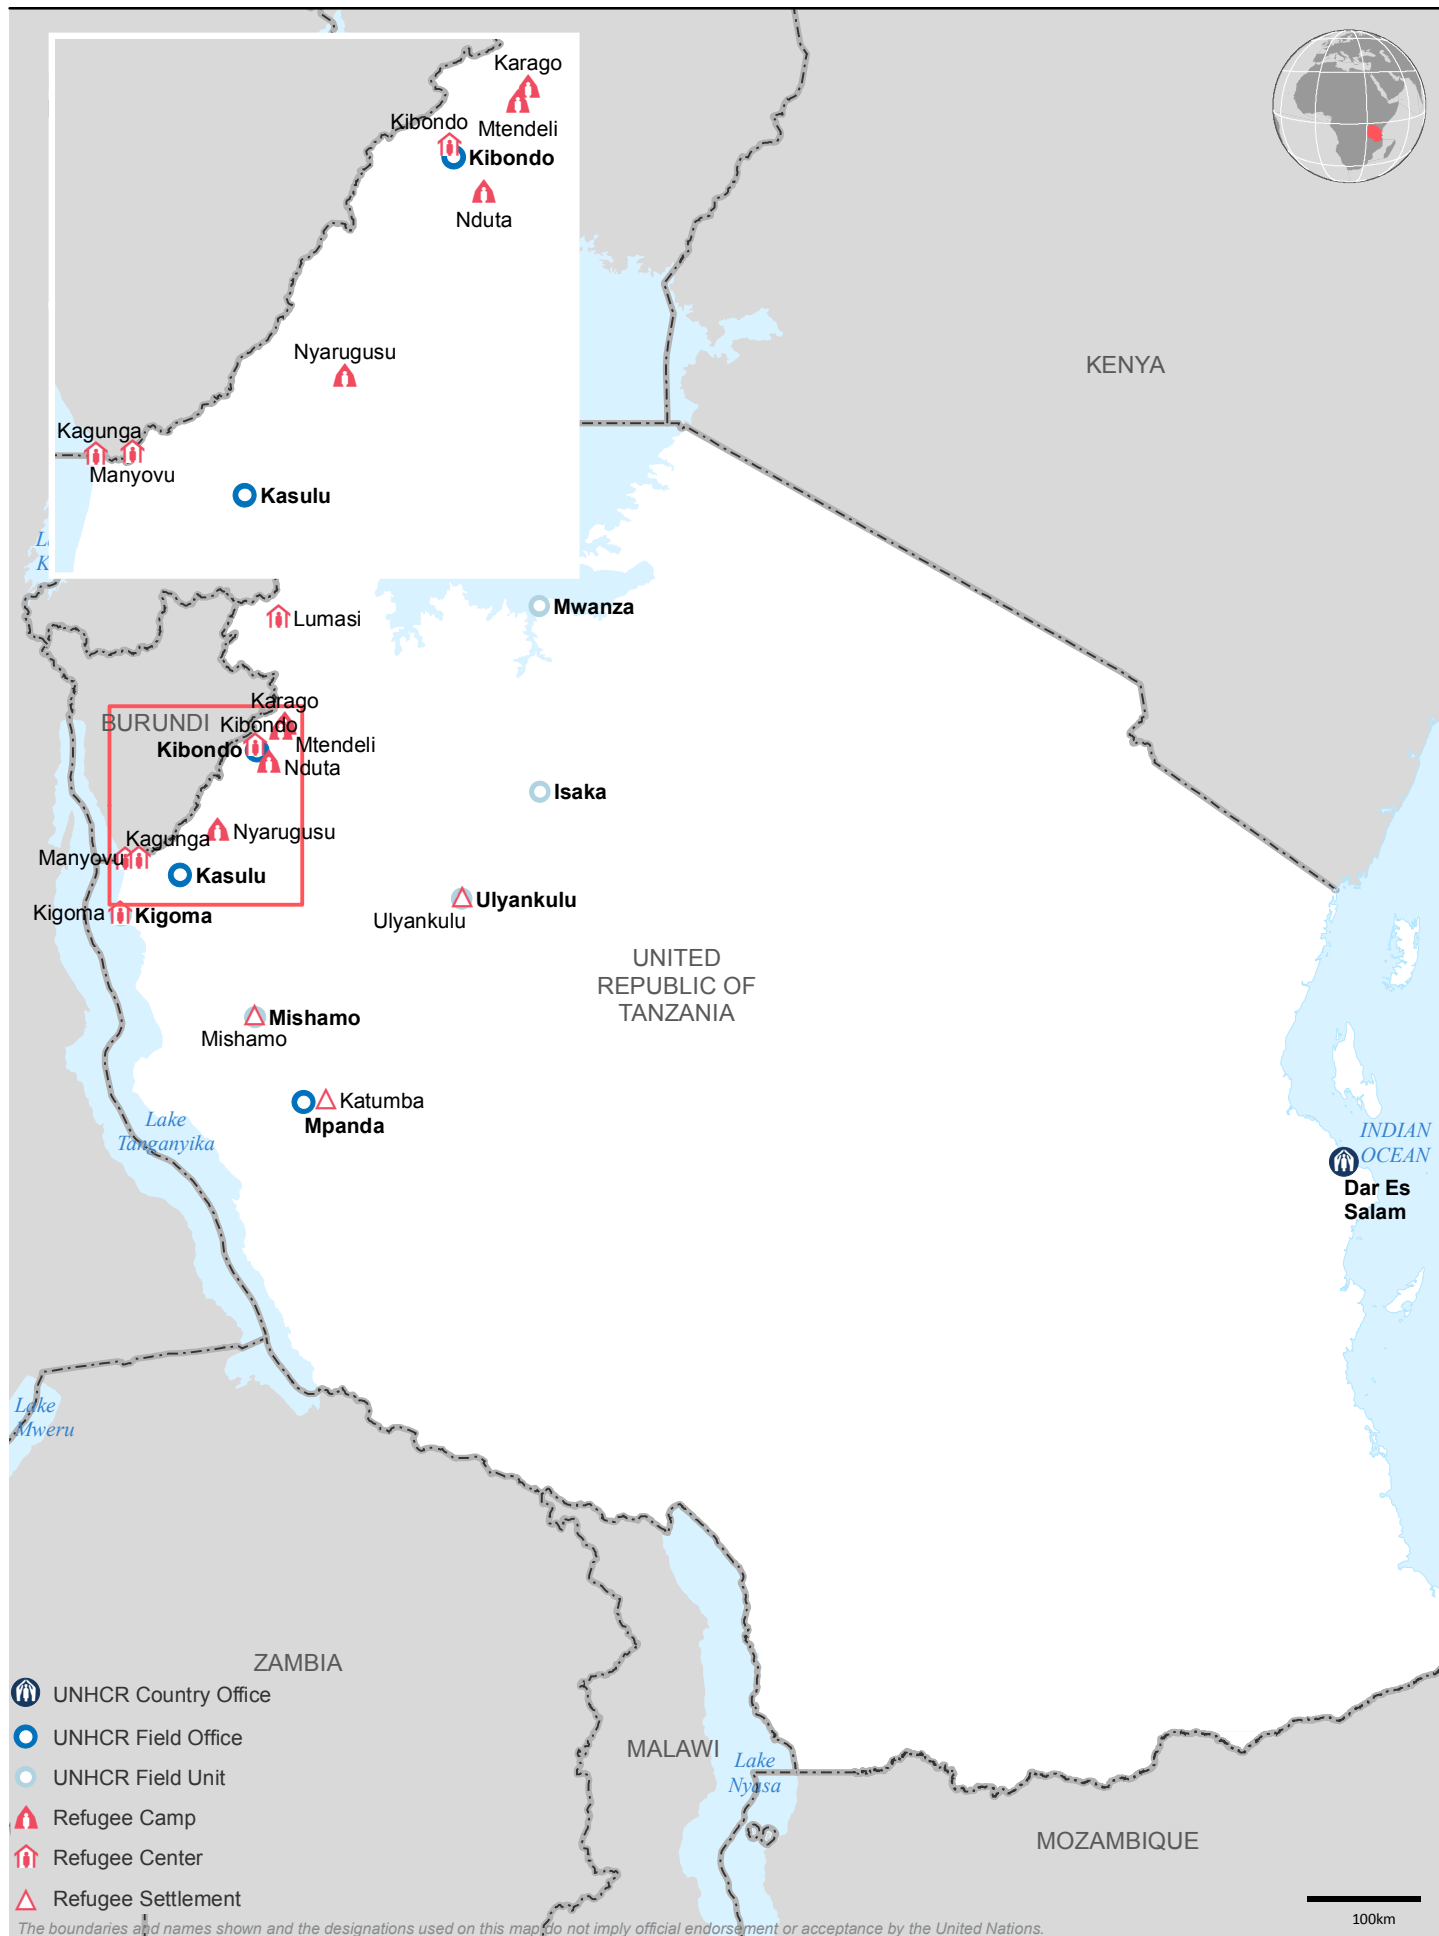 Karago
Kibondo
Mtendeli
Kibondo
Nduta
Nyarugusu
Kagunga
Manyovu
Kasulu
KENYA
L
K
Mwanza
Lumasi
Karago
BURUNDI
Kibondo
Kibondo
Mtendeli
Nduta
Isaka
Nyarugusu
Kagunga
Manyovu
Kasulu
Kigoma
Kigoma
Ulyankulu
Ulyankulu
UNITED
REPUBLIC OF
TANZANIA
Mishamo
Mishamo
Katumba
Mpanda
Lake
Tanganyika
INDIAN
OCEAN
Dar Es
Salam
Lake
Mweru
ZAMBIA
MALAWI
Lake
Nyasa
MOZAMBIQUE
UNHCR Country Office
UNHCR Field Office
UNHCR Field Unit
Refugee Camp
Refugee Center
Refugee Settlement
100km
The boundaries and names shown and the designations used on this map do not imply official endorsement or acceptance by the United Nations.